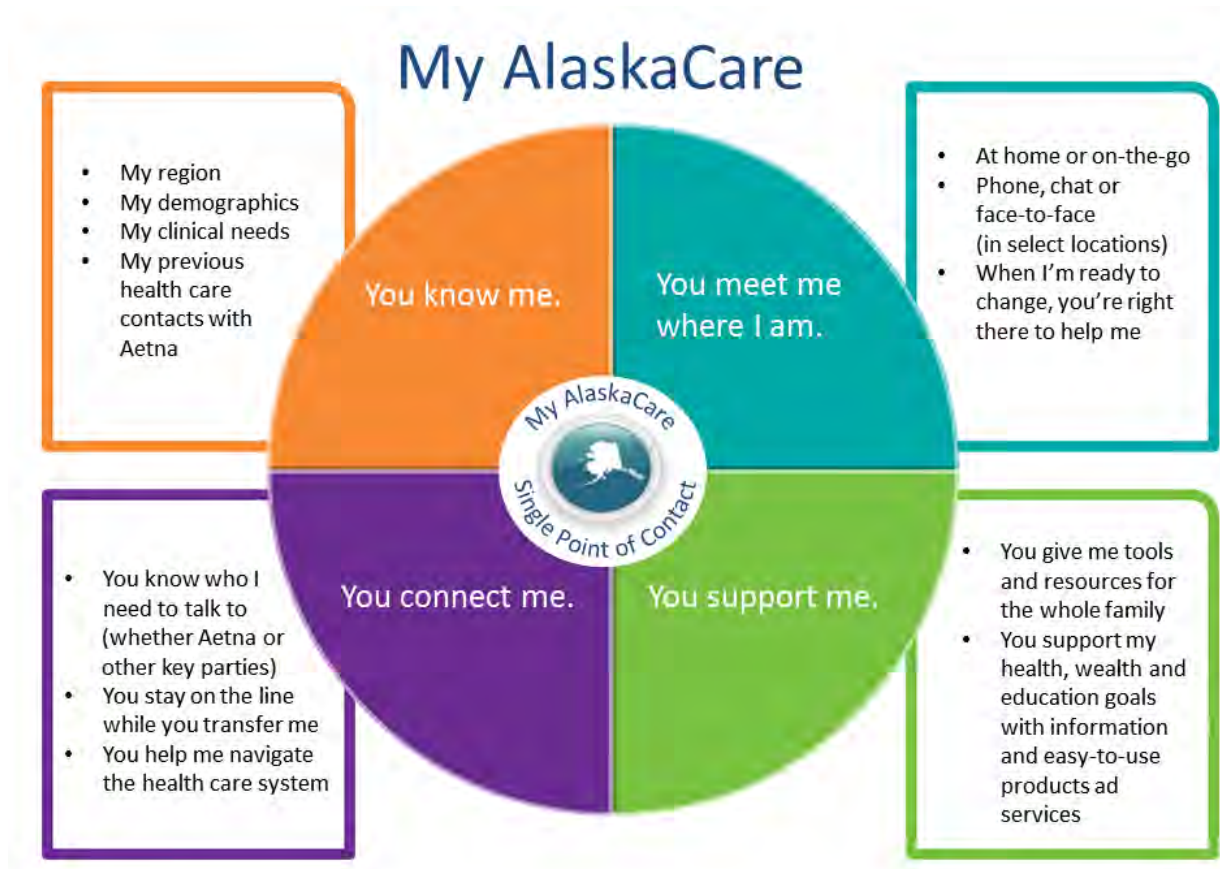 My AlaskaCare
• My region
• My demographics
• My clinical needs
• My previous
health care
contacts with
Aetna
You know me.
You meet me
where I am.
• At home or on-the-go
• Phone, chat or
face-to-face
(in select locations)
• When I’m ready to
change, you’re right
there to help me
My AlaskaCare
Single Point of Contact
• You know who I
need to talk to
(whether Aetna or
other key parties)
• You stay on the line
while you transfer me
• You help me navigate
the health care system
You connect me.
You support me.
• You give me tools
and resources for
the whole family
• You support my
health, wealth and
education goals
with information
and easy-to-use
products ad
services